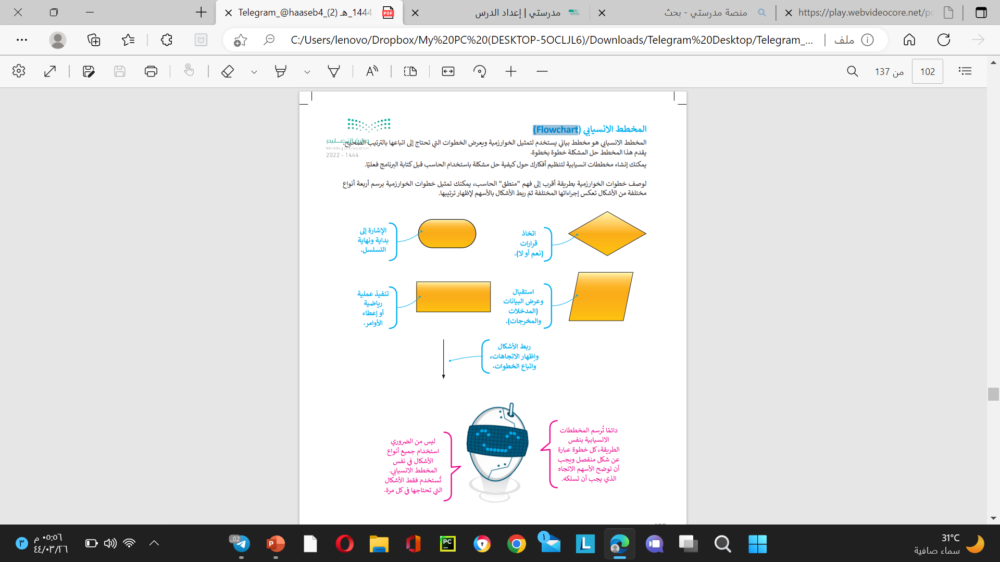 Telegram_@haaseb4_(2)_1444_هـ
مدرستي | إعداد الدرس
منصة مدرستي - بحث
https://play.webvideocore.net/p
C:/Users/lenovo/Dropbox/My%20PC%20(DESKTOP-5OCLJL6)/Downloads/Telegram%20Desktop/Telegram_...
ملف
102
من 137
المخطط الانسيابي (Flowchart)
وزارة التعليم
Ministry of Education
2022 - 1444
المخطط الانسيابي هو مخطط بياني يستخدم لتمثيل الخوارزمية ويعرض الخطوات التي تحتاج إلى اتباعها بالترتيب الصحيح.
يقدم هذا المخطط حل المشكلة خطوة بخطوة.
يمكنك إنشاء مخططات انسيابية لتنظيم أفكارك حول كيفية حل مشكلة باستخدام الحاسب قبل كتابة البرنامج فعليًا.
لوصف خطوات الخوارزمية بطريقة أقرب إلى فهم "منطق" الحاسب، يمكنك تمثيل خطوات الخوارزمية برسم أربعة أنواع
مختلفة من الأشكال تعكس إجراءاتها المختلفة ثمَ ربط الأشكال بالأسهم لإظهار ترتيبها.
اتخاذ
قرارات
(نعم أو لا).
الإشارة إلى
بداية ونهاية
التسلسل.
استقبال
وعرض البيانات
(المدخلات
والمخرجات).
تنفيذ عملية
رياضية
أو إعطاء
الأوامر.
ربط الأشكال
وإظهار الاتجاهات،
واتباع الخطوات.
دائمًا تُرسم المخططات
الانسيابية بنفس
الطريقة، كل خطوة عبارة
عن شكل منفصل ويجب
أن توضح الأسهم الاتجاه
الذي يجب أن تسلكه.
ليس من الضروري
استخدام جميع أنواع
الأشكال في نفس
المخطط الانسيابي.
تُستخدم فقط الأشكال
التي تحتاجها في كل مرة.
31°C
سماء صافية
٠٥:٥٦ م
٤٤/٠٣/٢٦